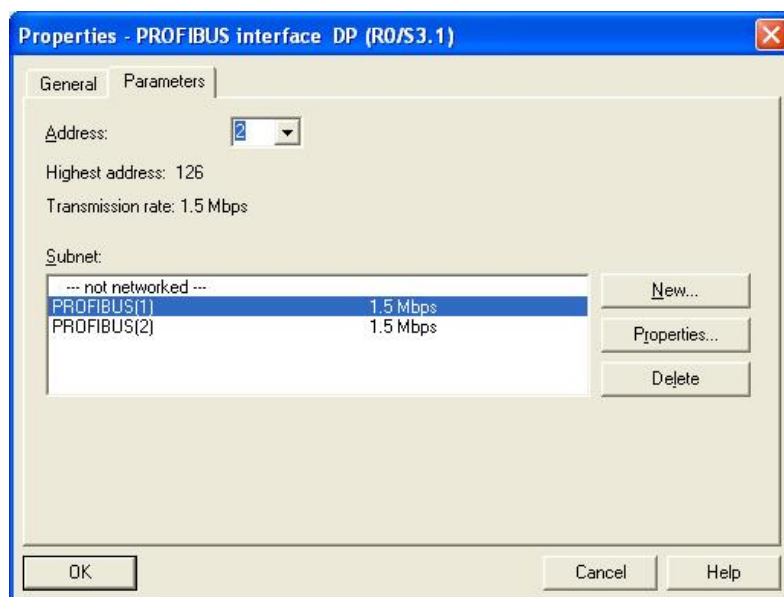 Properties - PROFIBUS interface DP (R0/S3.1)
General Parameters
Address: 2
Highest address: 126
Transmission rate: 1.5 Mbps
Subnet:
--- not networked ---
PROFIBUS(1) 1.5 Mbps
PROFIBUS(2) 1.5 Mbps
New...
Properties...
Delete
OK Cancel Help